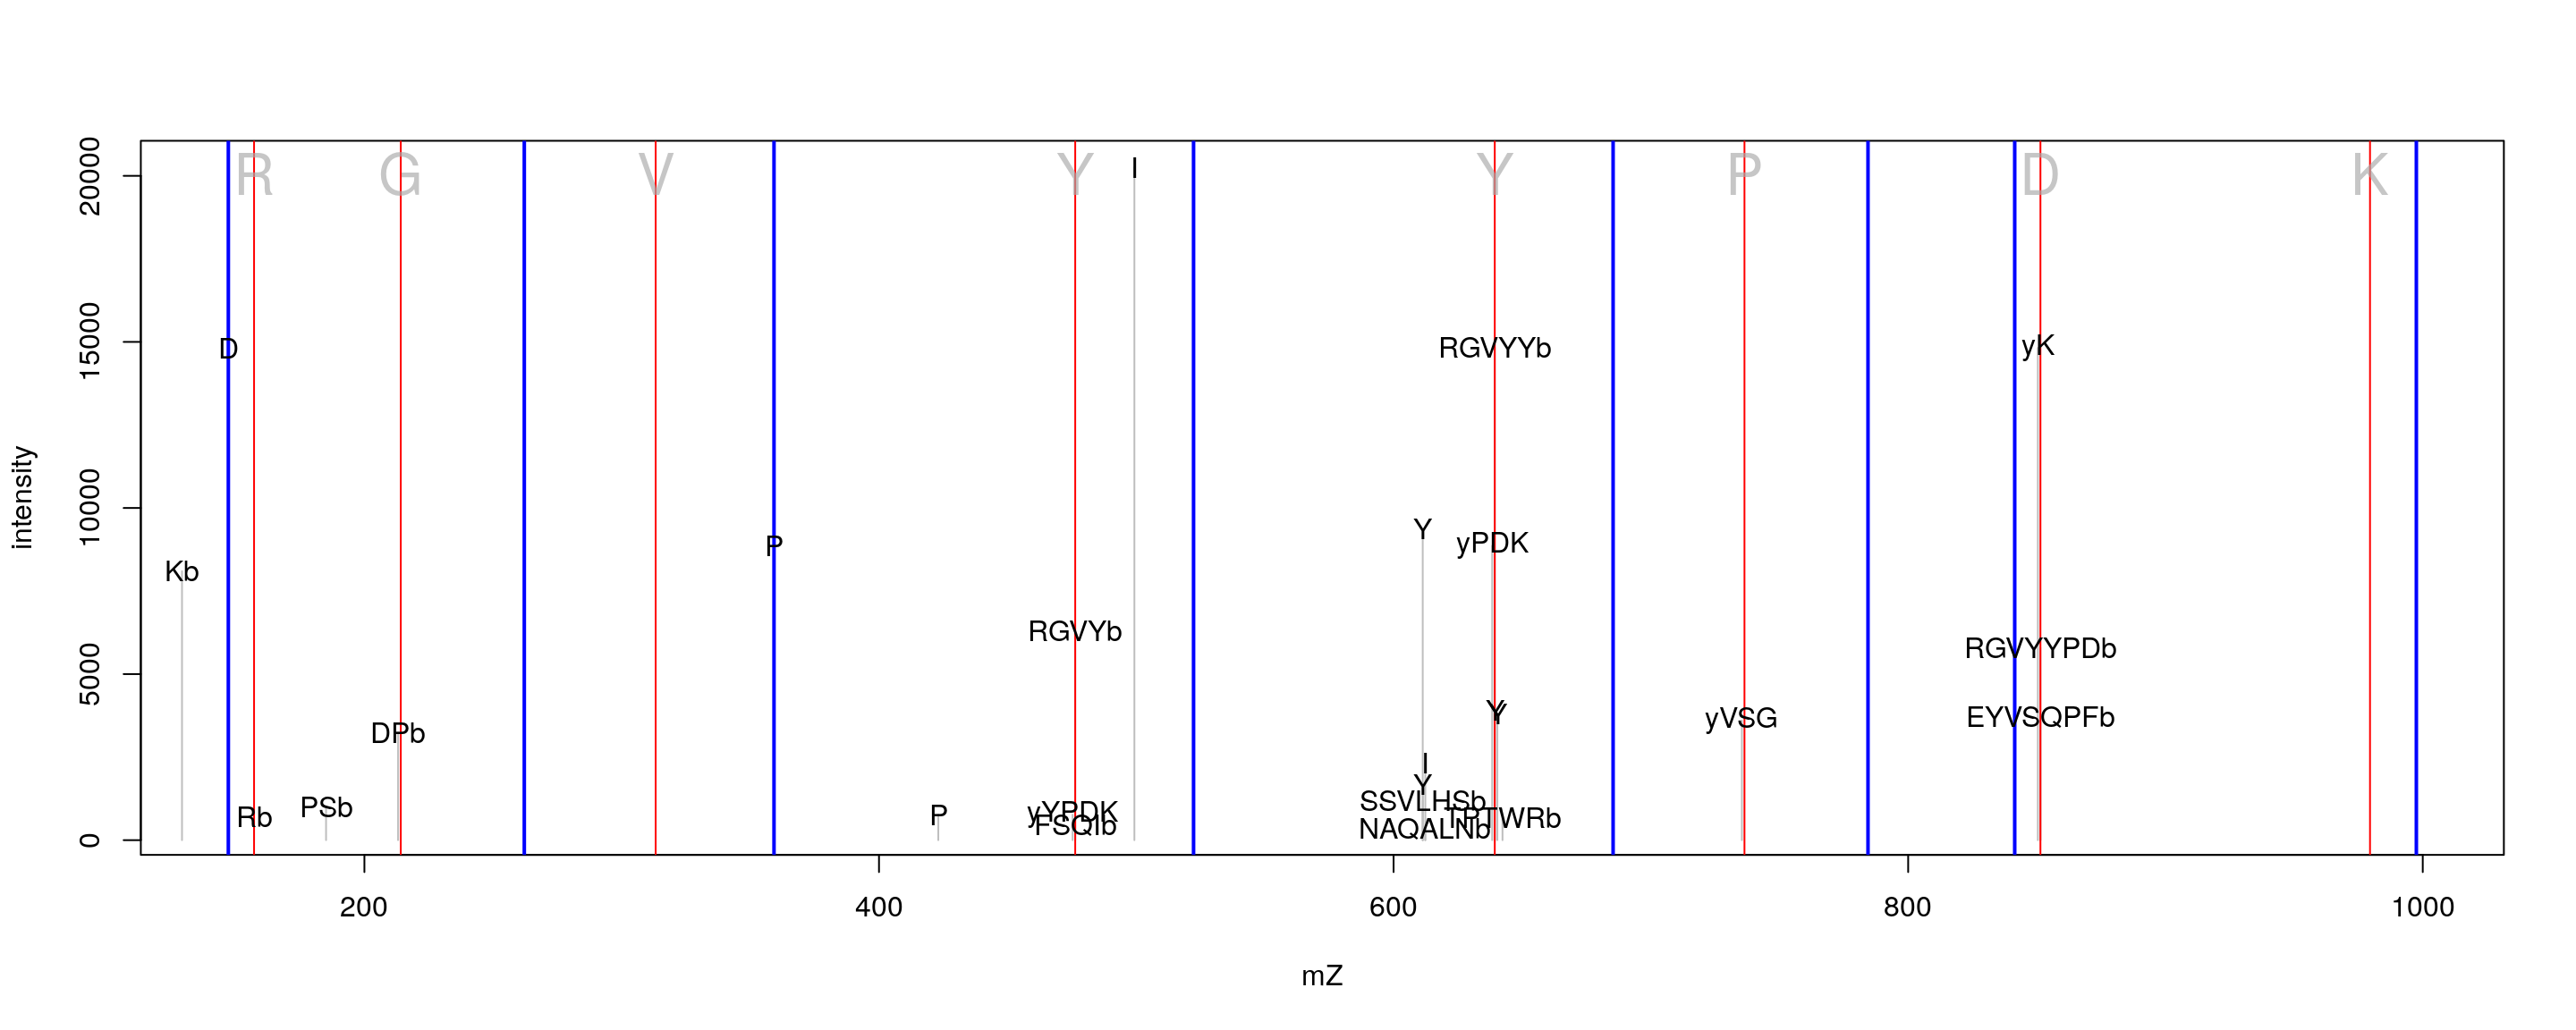 R G V Y Y P D K
I
D
RGVYYb
yK
Y
yPDK
P
Kb
RGVYb
RGVYYPDb
Y
Y
yVSG
EYVSQPFb
DPb
I
Y
SSVLHSb
PSb
P
yYPDK
Rb
TPTWRb
FSQIb
NAQALNb
0
5000
10000
15000
20000
intensity
200 400 600 800 1000
mZ